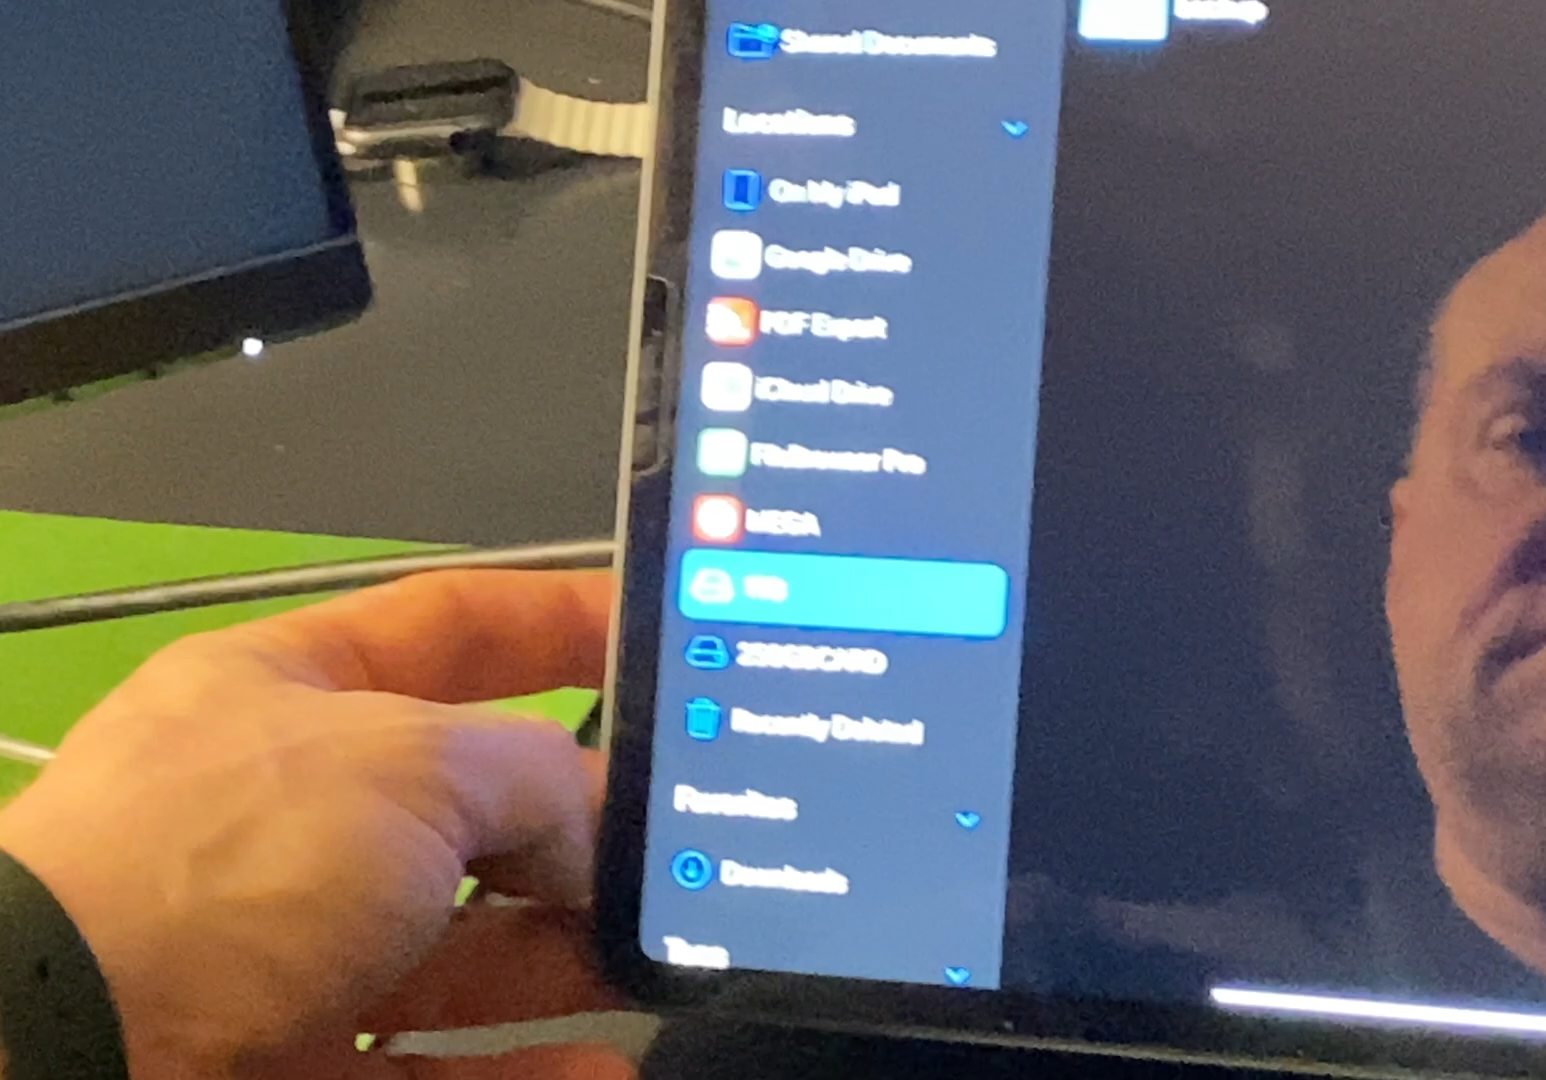 Shared Documents
Locations
On My iPad
Google Drive
PDF Expert
iCloud Drive
FileBrowser Pro
MEGA
256GBCARD
Recently Deleted
Favorites
Downloads
Tags